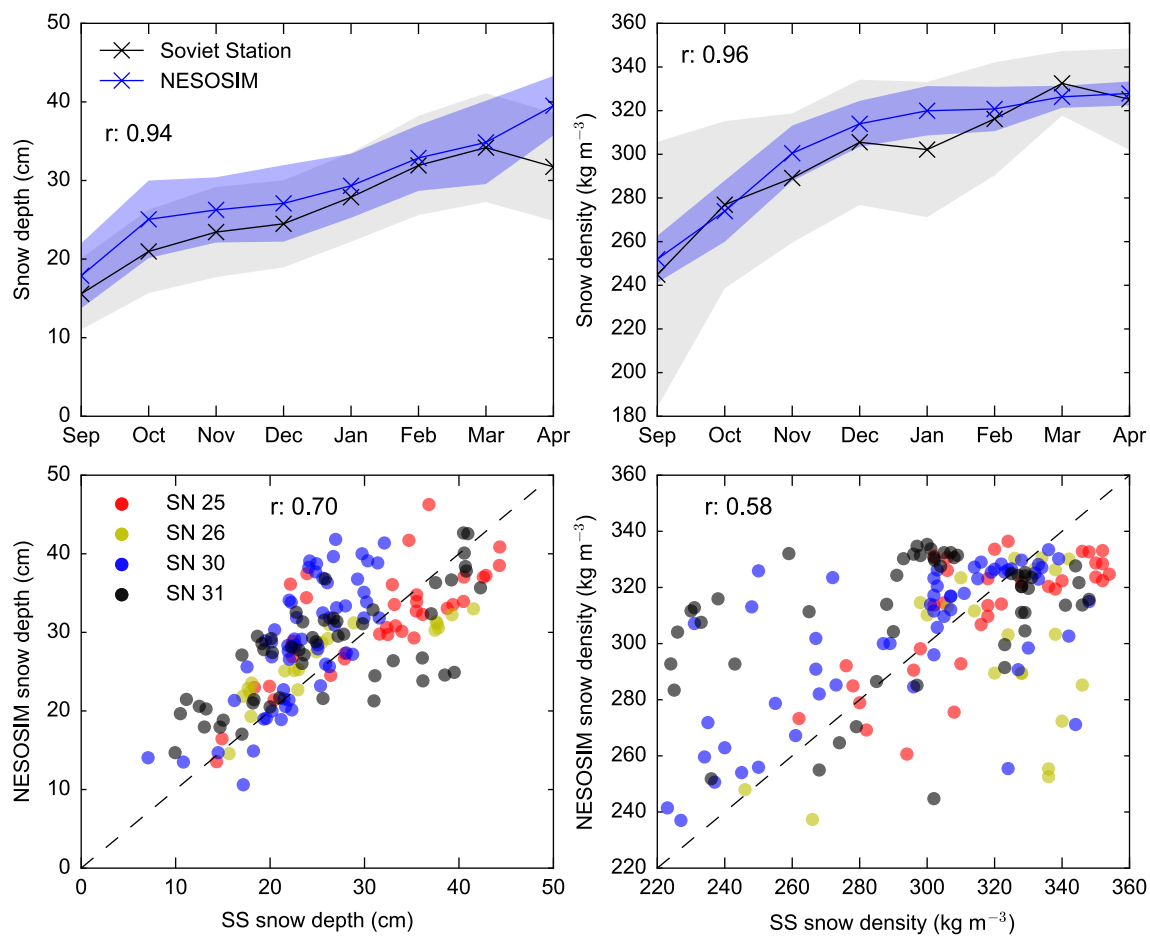 50
40
30
20
10
0
Snow depth (cm)
Soviet Station
NESOSIM
r: 0.94
Sep Oct Nov Dec Jan Feb Mar Apr
360
340
320
300
280
260
240
220
200
180
Snow density (kg m⁻³)
r: 0.96
Sep Oct Nov Dec Jan Feb Mar Apr
50
40
30
20
10
0
NESOSIM snow depth (cm)
SN 25
SN 26
SN 30
SN 31
r: 0.70
0 10 20 30 40 50
SS snow depth (cm)
360
340
320
300
280
260
240
220
NESOSIM snow density (kg m⁻³)
r: 0.58
220 240 260 280 300 320 340 360
SS snow density (kg m⁻³)